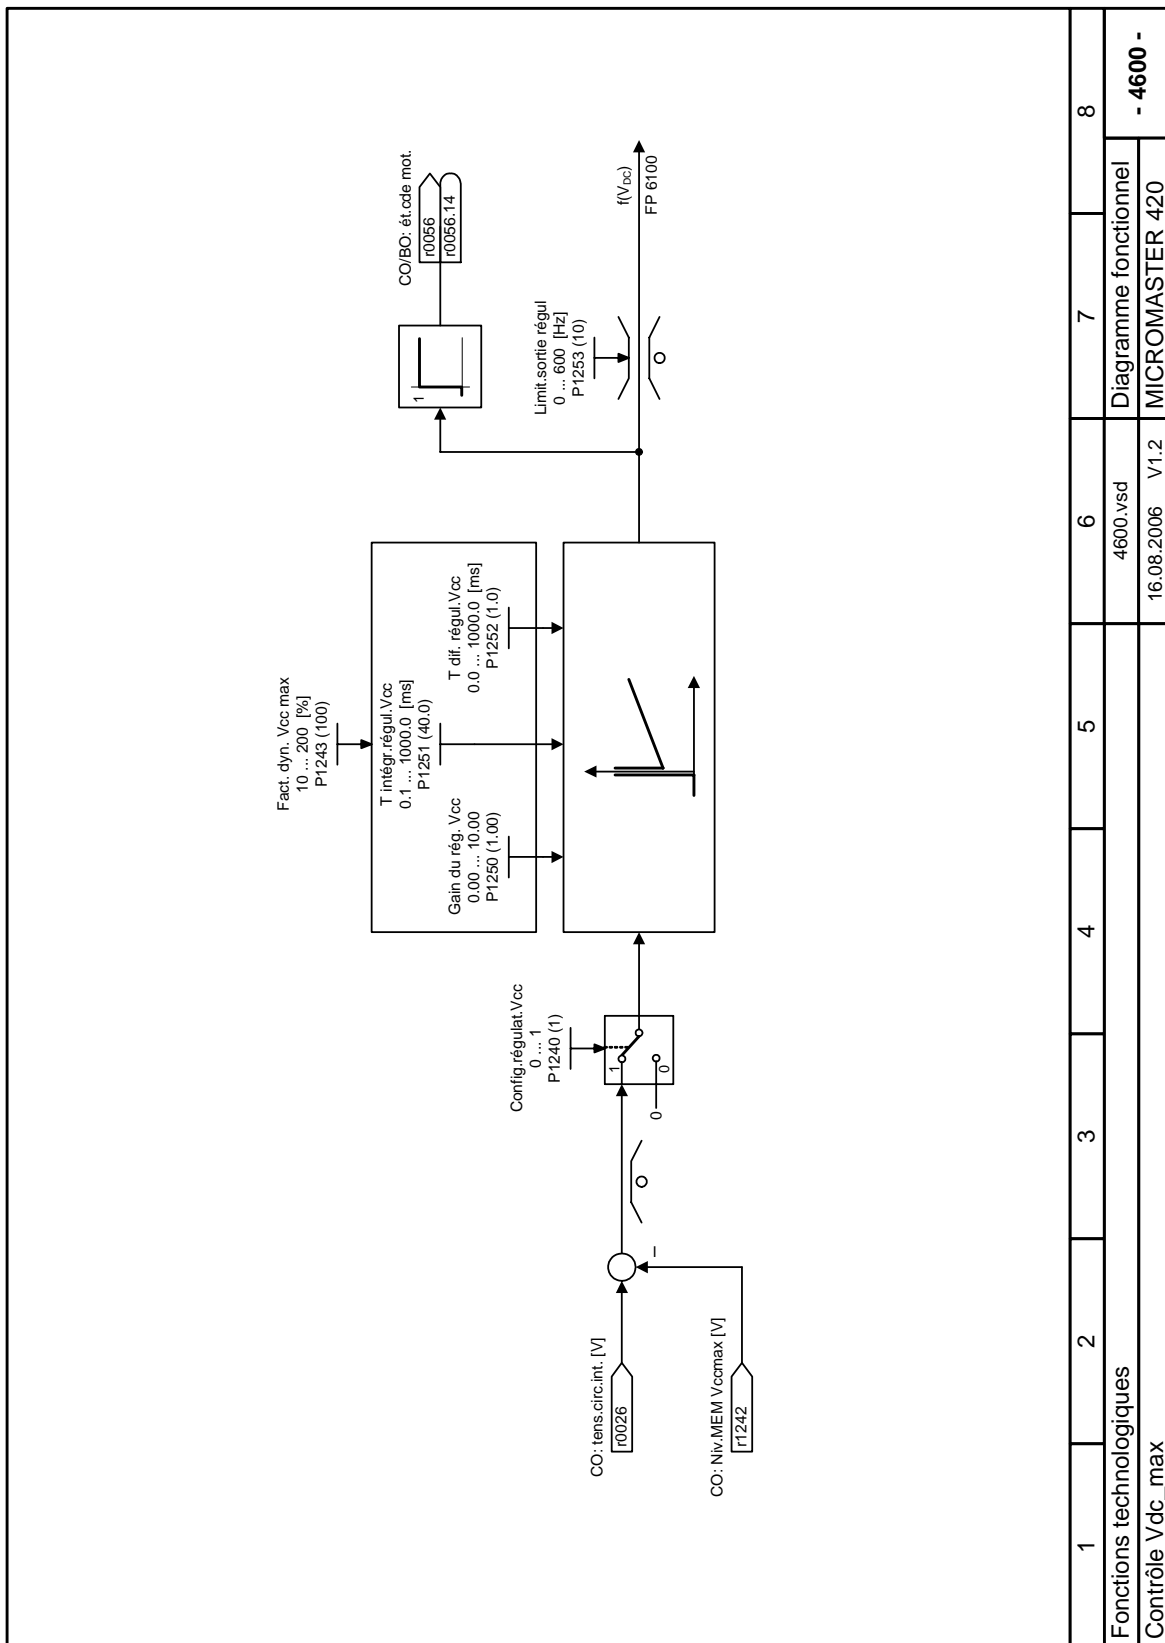 CO: tens.circ.int. [V]
r0026
CO: Niv.MEM Vccmax [V]
r1242
–
Config.régulat.Vcc
0 ... 1
P1240 (1)
1
0
0
Fact. dyn. Vcc max
10 ... 200 [%]
P1243 (100)
Gain du rég. Vcc
0.00 ... 10.00
P1250 (1.00)
T intégr.régul.Vcc
0.1 ... 1000.0 [ms]
P1251 (40.0)
T dif. régul.Vcc
0.0 ... 1000.0 [ms]
P1252 (1.0)
1
CO/BO: ét.cde mot.
r0056
r0056.14
Limit.sortie régul
0 ... 600 [Hz]
P1253 (10)
f(VDC)
FP 6100
1 2 3 4 5 6 7 8
Fonctions technologiques
4600.vsd
Diagramme fonctionnel
- 4600 -
Contrôle Vdc_max
16.08.2006 V1.2
MICROMASTER 420